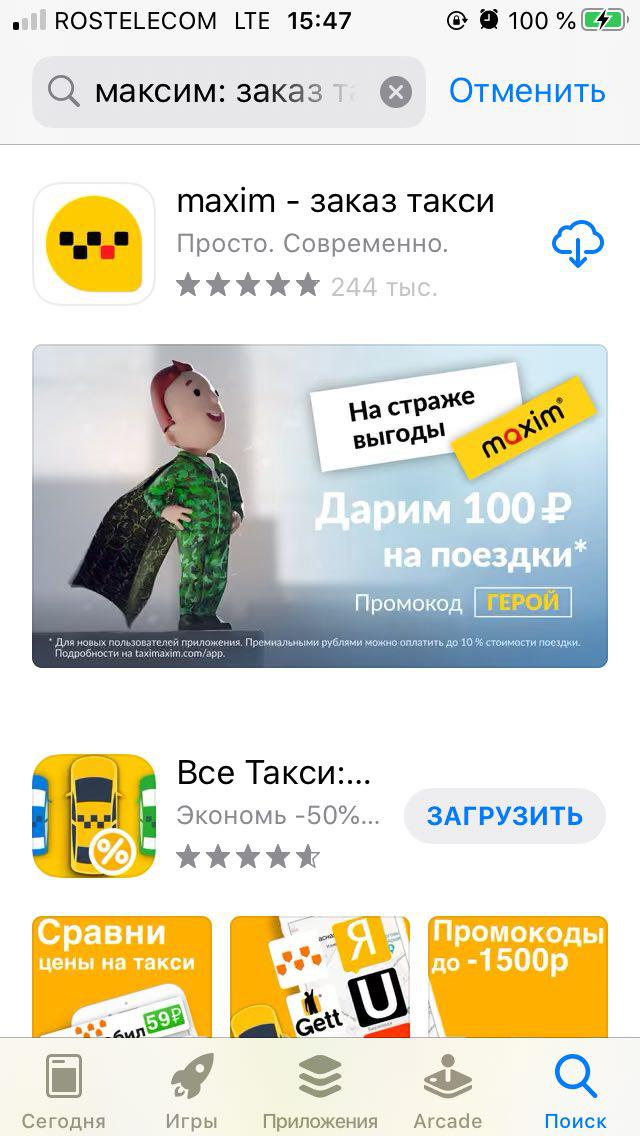 ROSTELECOM LTE 15:47 100 %
максим: заказ та
Отменить
maxim - заказ такси
Просто. Современно.
244 тыс.
На страже
выгоды
maxim®
Дарим 100 ₽
на поездки*
Промокод ГЕРОЙ
* Для новых пользователей приложения. Премиальными рублями можно оплатить до 10 % стоимости поездки.
Подробности на taximaxim.com/app.
Все Такси:...
Экономь -50%...
ЗАГРУЗИТЬ
%
Сравни
цены на такси
бил 59₽
Я
Gett
U
Промокоды
до -1500р
Сегодня
Игры
Приложения
Arcade
Поиск